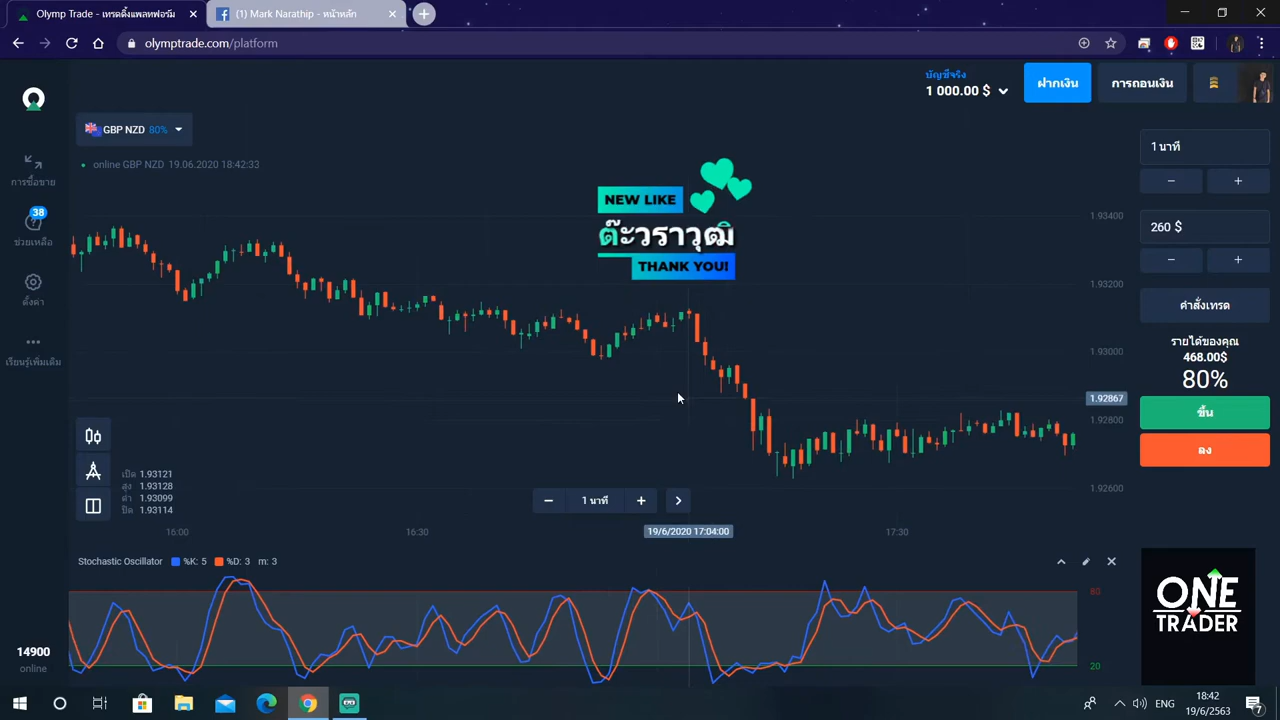 Olymp Trade - เทรดดิ้งแพลทฟอร์ม
(1) Mark Narathip - หน้าหลัก
olymptrade.com/platform
บัญชีจริง
1 000.00 $
ฝากเงิน
การถอนเงิน
GBP NZD 80%
online GBP NZD 19.06.2020 18:42:33
การซื้อขาย
38
ช่วยเหลือ
ตั้งค่า
เรียนรู้เพิ่มเติม
NEW LIKE
ต๊ะวราวุฒิ
THANK YOU!
1.93400
1.93200
1.93000
1.92867
1.92800
1.92600
1 นาที
260 $
คำสั่งเทรด
รายได้ของคุณ
468.00$
80%
ขึ้น
ลง
เปิด 1.93121
สูง 1.93128
ต่ำ 1.93099
ปิด 1.93114
1 นาที
16:00
16:30
19/6/2020 17:04:00
17:30
Stochastic Oscillator %K: 5 %D: 3 m: 3
80
20
ONE
TRADER
14900
online
ENG
18:42
19/6/2563
7